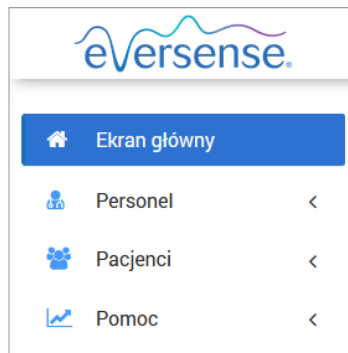 eversense.
Ekran główny
Personel
Pacjenci
Pomoc